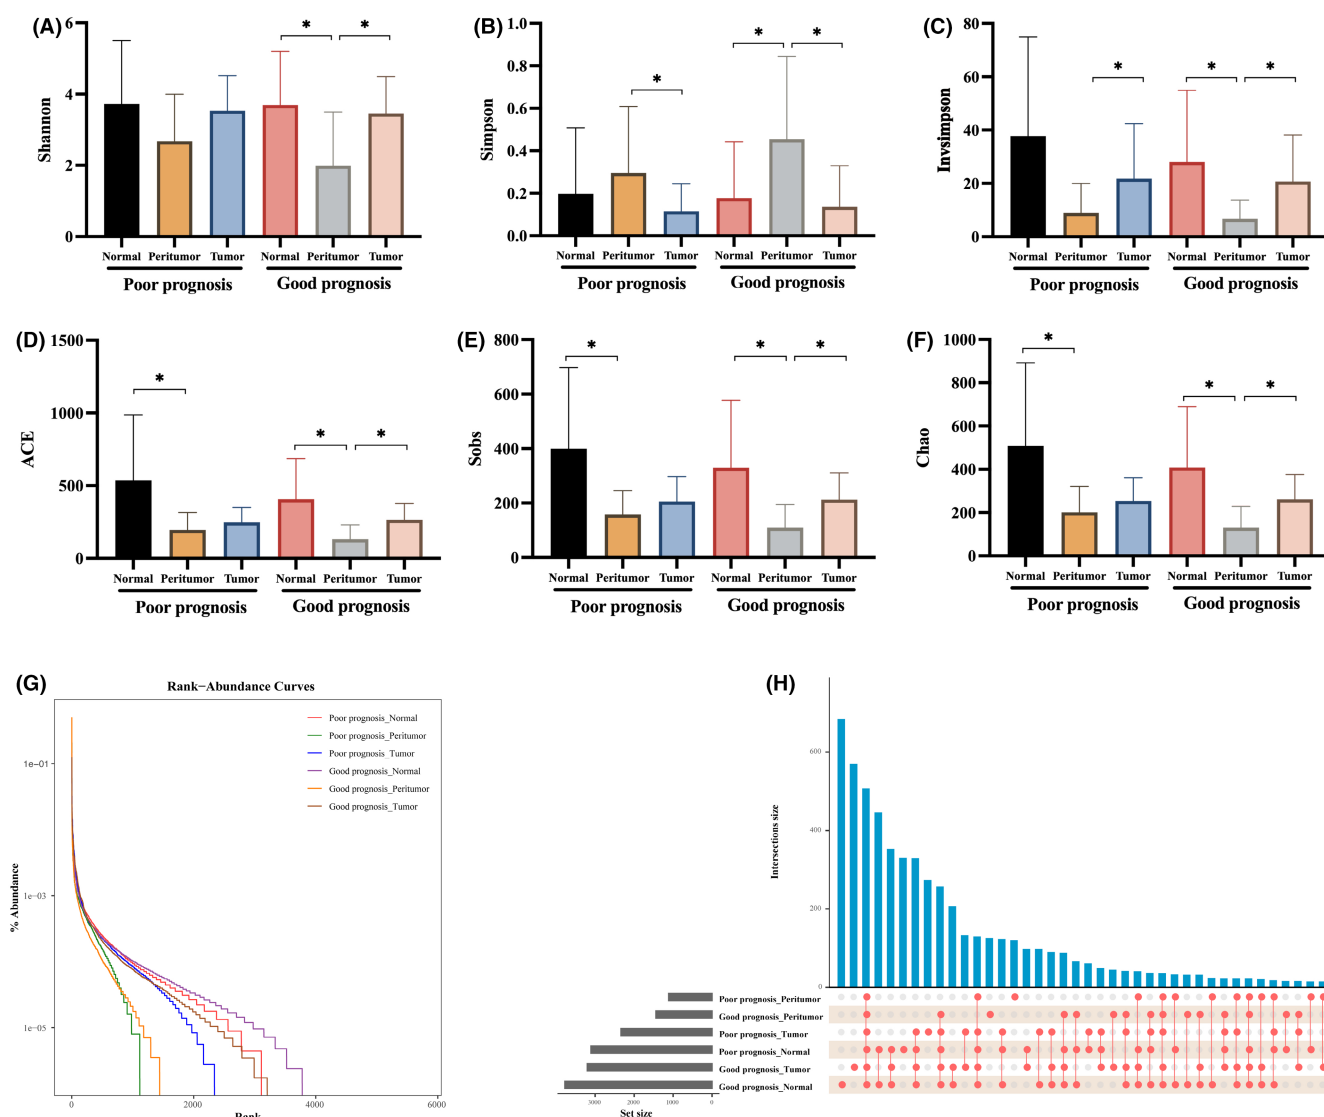 (A)
Shannon
6
4
2
0
* *
Normal Peritumor Tumor Normal Peritumor Tumor
Poor prognosis Good prognosis
(B)
Simpson
1.0
0.8
0.6
0.4
0.2
0.0
* * *
Normal Peritumor Tumor Normal Peritumor Tumor
Poor prognosis Good prognosis
(C)
Invsimpson
80
60
40
20
0
* * *
Normal Peritumor Tumor Normal Peritumor Tumor
Poor prognosis Good prognosis
(D)
ACE
1500
1000
500
0
* * *
Normal Peritumor Tumor Normal Peritumor Tumor
Poor prognosis Good prognosis
(E)
Sobs
800
600
400
200
0
* * *
Normal Peritumor Tumor Normal Peritumor Tumor
Poor prognosis Good prognosis
(F)
Chao
1000
800
600
400
200
0
* * *
Normal Peritumor Tumor Normal Peritumor Tumor
Poor prognosis Good prognosis
(G)
Rank−Abundance Curves
% Abundance
1e−01
1e−03
1e−05
Poor prognosis_Normal
Poor prognosis_Peritumor
Poor prognosis_Tumor
Good prognosis_Normal
Good prognosis_Peritumor
Good prognosis_Tumor
0 2000 4000 6000
Rank
(H)
Intersections size
600
400
200
0
Poor prognosis_Peritumor
Good prognosis_Peritumor
Poor prognosis_Tumor
Poor prognosis_Normal
Good prognosis_Tumor
Good prognosis_Normal
3000 2000 1000 0
Set size